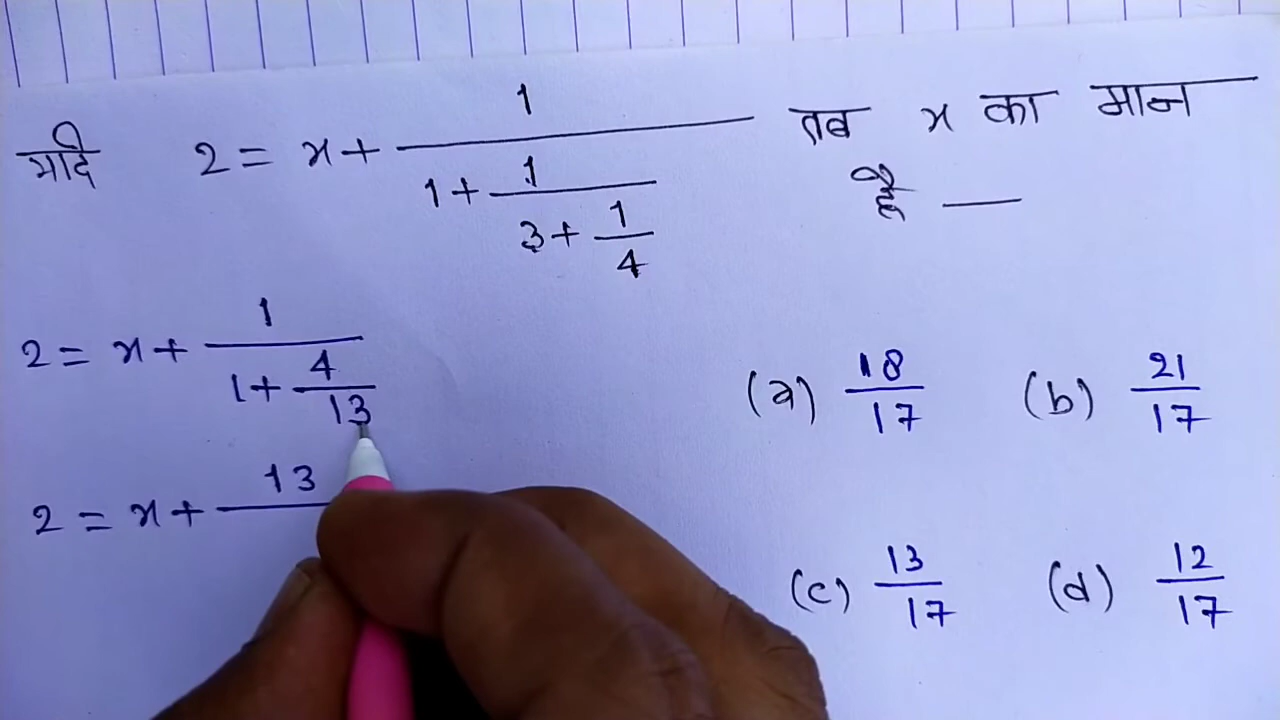 यदि 2 = x + 1/(1 + 1/(3 + 1/4)) तब x का मान
है —
2 = x + 1/(1 + 4/13)
(a) 18/17 (b) 21/17
2 = x + 13/
(c) 13/17 (d) 12/17